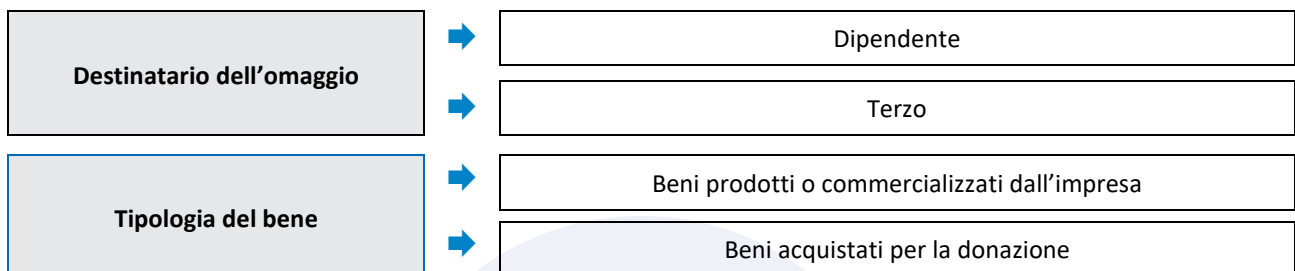 Destinatario dell’omaggio
Dipendente
Terzo
Tipologia del bene
Beni prodotti o commercializzati dall’impresa
Beni acquistati per la donazione